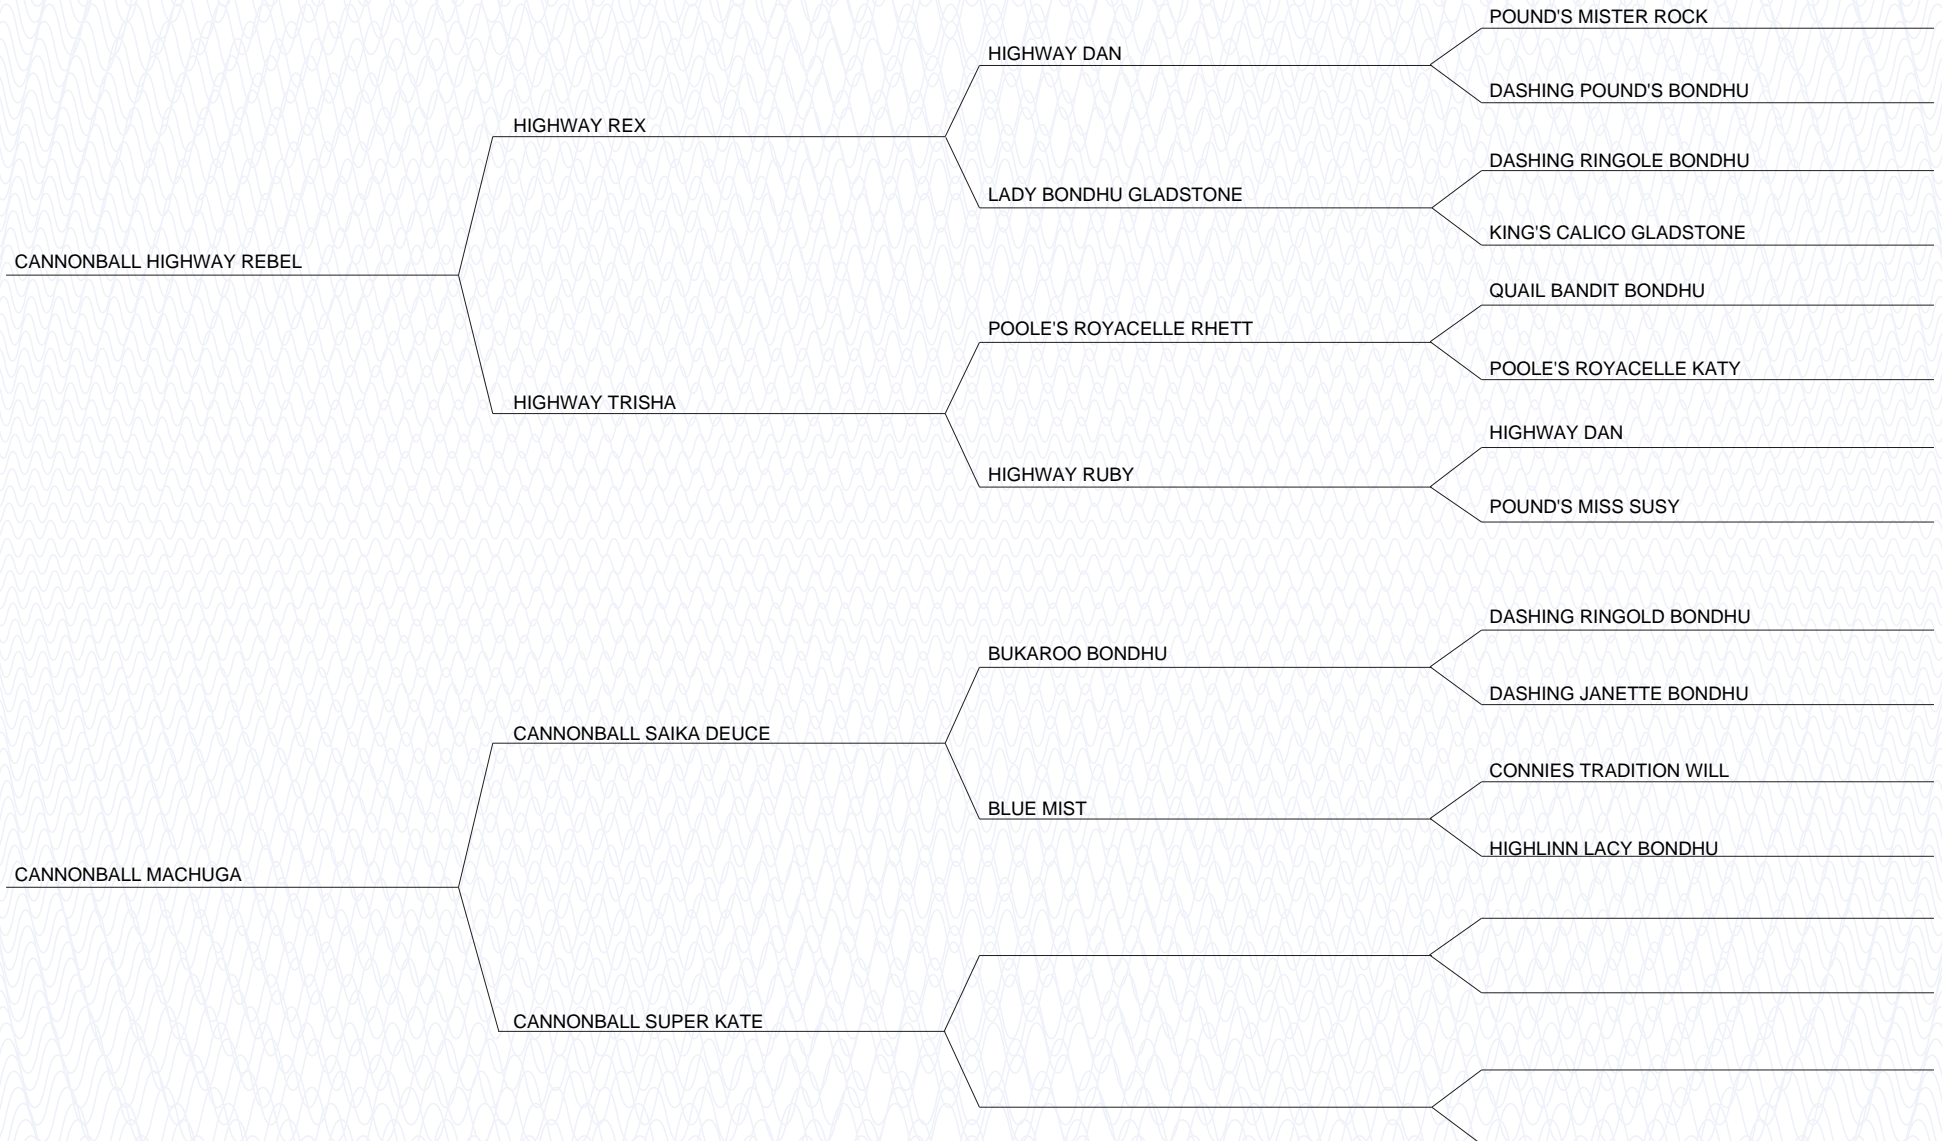 POUND'S MISTER ROCK
HIGHWAY DAN
DASHING POUND'S BONDHU
HIGHWAY REX
DASHING RINGOLE BONDHU
LADY BONDHU GLADSTONE
KING'S CALICO GLADSTONE
CANNONBALL HIGHWAY REBEL
QUAIL BANDIT BONDHU
POOLE'S ROYACELLE RHETT
POOLE'S ROYACELLE KATY
HIGHWAY TRISHA
HIGHWAY DAN
HIGHWAY RUBY
POUND'S MISS SUSY
DASHING RINGOLD BONDHU
BUKAROO BONDHU
DASHING JANETTE BONDHU
CANNONBALL SAIKA DEUCE
CONNIES TRADITION WILL
BLUE MIST
HIGHLINN LACY BONDHU
CANNONBALL MACHUGA
CANNONBALL SUPER KATE